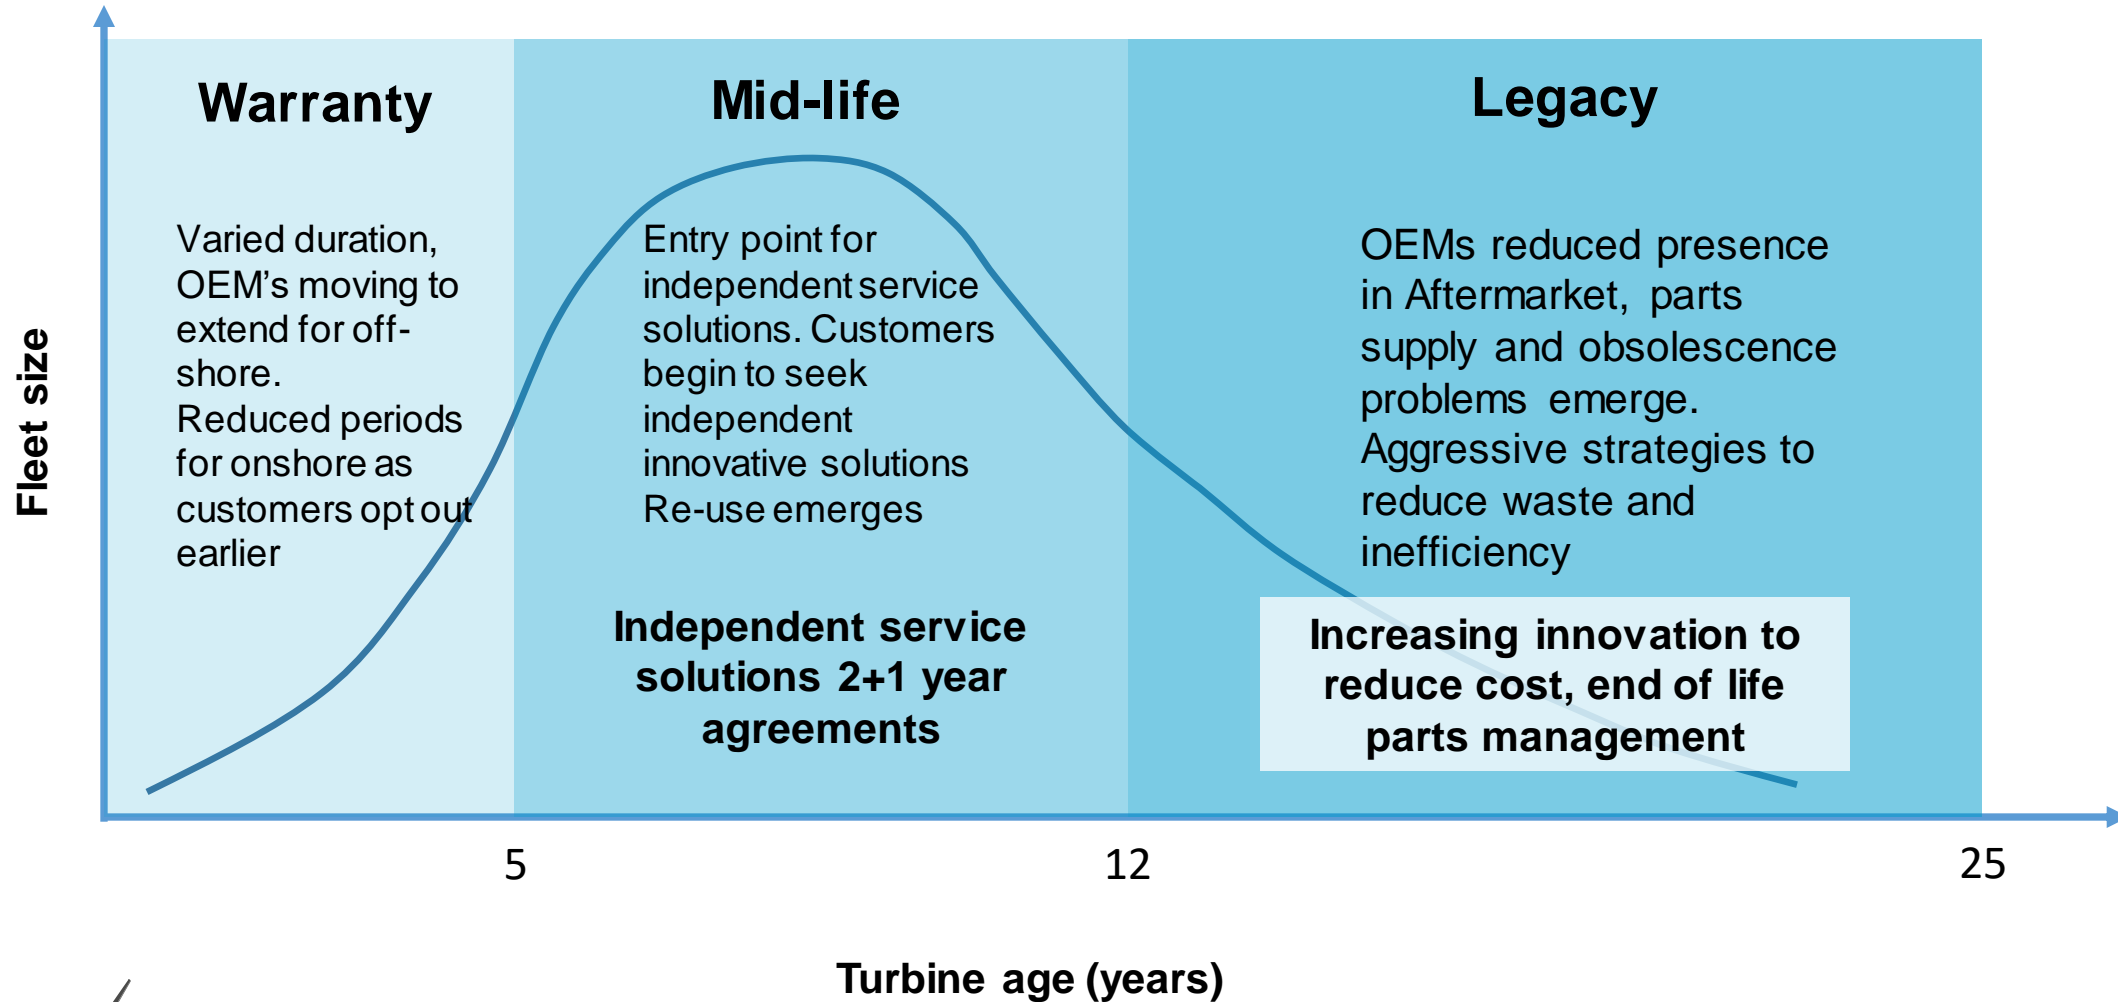 Warranty
Varied duration,
OEM’s moving to
extend for off-
shore.
Reduced periods
for onshore as
customers opt out
earlier
Mid-life
Entry point for
independent service
solutions. Customers
begin to seek
independent
innovative solutions
Re-use emerges
Independent service
solutions 2+1 year
agreements
Legacy
OEMs reduced presence
in Aftermarket, parts
supply and obsolescence
problems emerge.
Aggressive strategies to
reduce waste and
inefficiency
Increasing innovation to
reduce cost, end of life
parts management
Fleet size
5
12
25
Turbine age (years)